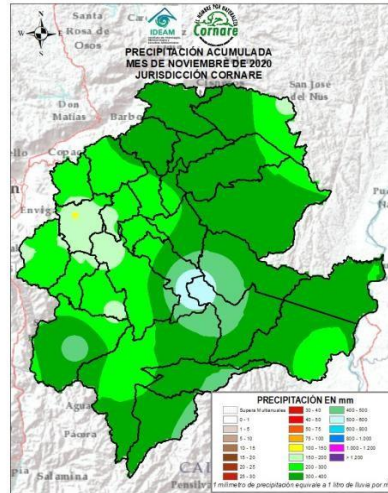 Santa
Rosa de
Osos
IDEAM
Cornare
PRECIPITACIÓN ACUMULADA
MES DE NOVIEMBRE DE 2020
JURISDICCIÓN CORNARE
San José
del Nus
Don
Matías
Barbo
Copac
Envig
Agua
Pácora
Salamina
Pensilva
PRECIPITACIÓN EN mm
0 - 1
1 - 5
5 - 10
10 - 15
15 - 20
20 - 25
25 - 30
30 - 40
40 - 50
50 - 75
75 - 100
100 - 150
150 - 200
200 - 300
300 - 400
400 - 500
500 - 600
600 - 800
800 - 1.000
1.000 - 1.200
> 1.200
1 milímetro de precipitación equivale a 1 litro de lluvia por m